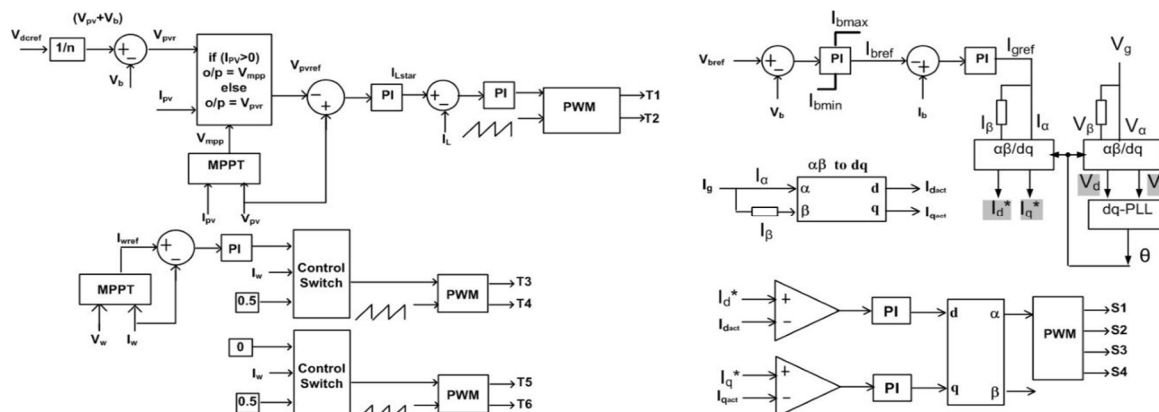 (Vpv+Vb)
Vdcref
1/n
+
−
Vpvr
Vb
Ipv
if (IPV>0)
o/p = Vmpp
else
o/p = Vpvr
Vmpp
MPPT
Ipv
Vpv
Vpvref
−
+
PI
ILstar
+
−
IL
PI
PWM
T1
T2
Iwref
MPPT
Vw
Iw
+
−
PI
Iw
0.5
Control
Switch
PWM
T3
T4
0
Iw
0.5
Control
Switch
PWM
T5
T6
Vbref
+
−
Vb
Ibmax
PI
Ibmin
Ibref
−
+
Ib
PI
Igref
Iβ
Iα
αβ/dq
Id*
Iq*
Vg
Vβ
Vα
αβ/dq
Vd
V
dq-PLL
θ
αβ to dq
Ig
Iα
Iβ
α
β
d
q
Idact
Iqact
Id*
Idact
+
−
PI
Iq*
Iqact
+
−
PI
d
q
α
β
PWM
S1
S2
S3
S4